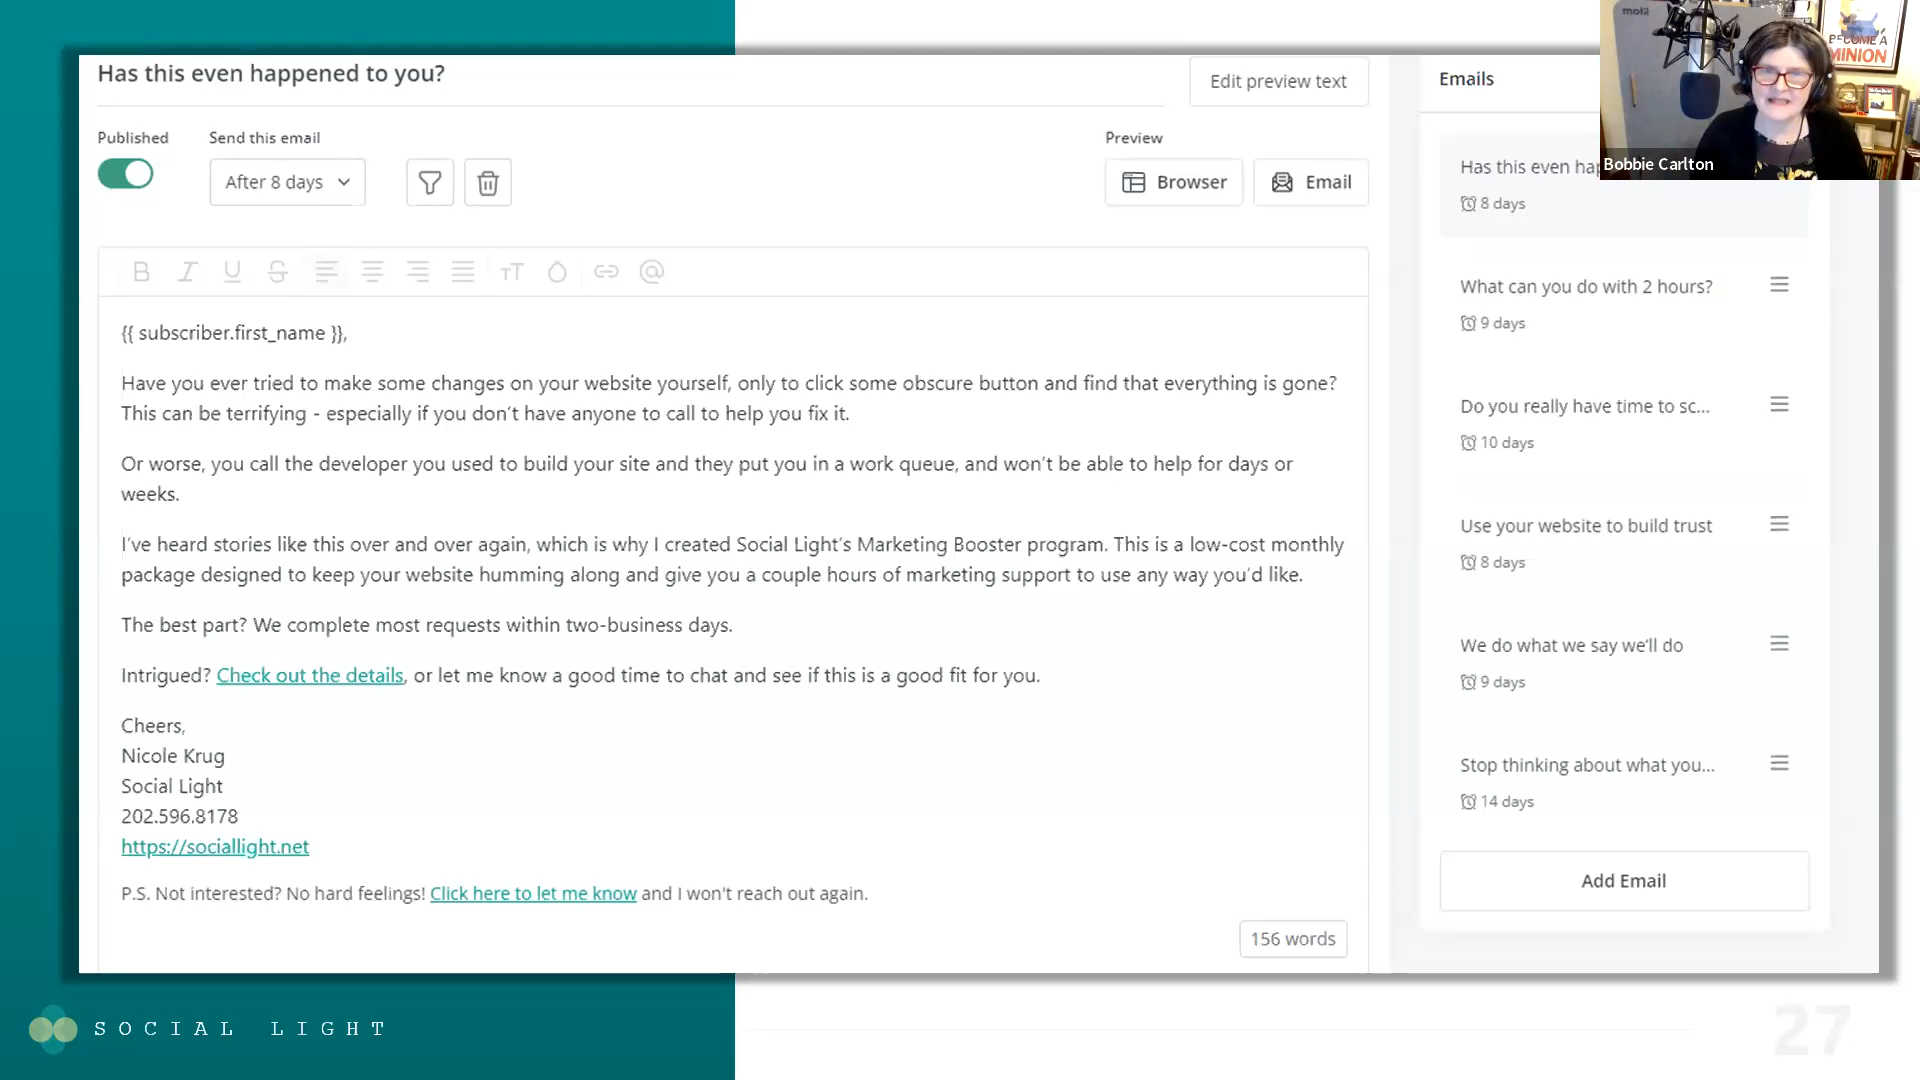 Has this even happened to you?
Edit preview text
Published
Send this email
Preview
After 8 days
Browser
Email
B I U S
TT
@
{{ subscriber.first_name }},
Have you ever tried to make some changes on your website yourself, only to click some obscure button and find that everything is gone?
This can be terrifying - especially if you don't have anyone to call to help you fix it.
Or worse, you call the developer you used to build your site and they put you in a work queue, and won't be able to help for days or
weeks.
I've heard stories like this over and over again, which is why I created Social Light's Marketing Booster program. This is a low-cost monthly
package designed to keep your website humming along and give you a couple hours of marketing support to use any way you'd like.
The best part? We complete most requests within two-business days.
Intrigued? Check out the details, or let me know a good time to chat and see if this is a good fit for you.
Cheers,
Nicole Krug
Social Light
202.596.8178
https://sociallight.net
P.S. Not interested? No hard feelings! Click here to let me know and I won't reach out again.
156 words
Emails
Has this even hap
8 days
What can you do with 2 hours?
9 days
Do you really have time to sc...
10 days
Use your website to build trust
8 days
We do what we say we'll do
9 days
Stop thinking about what you...
14 days
Add Email
BECOME A
MINION
Bobbie Carlton
SOCIAL LIGHT
27